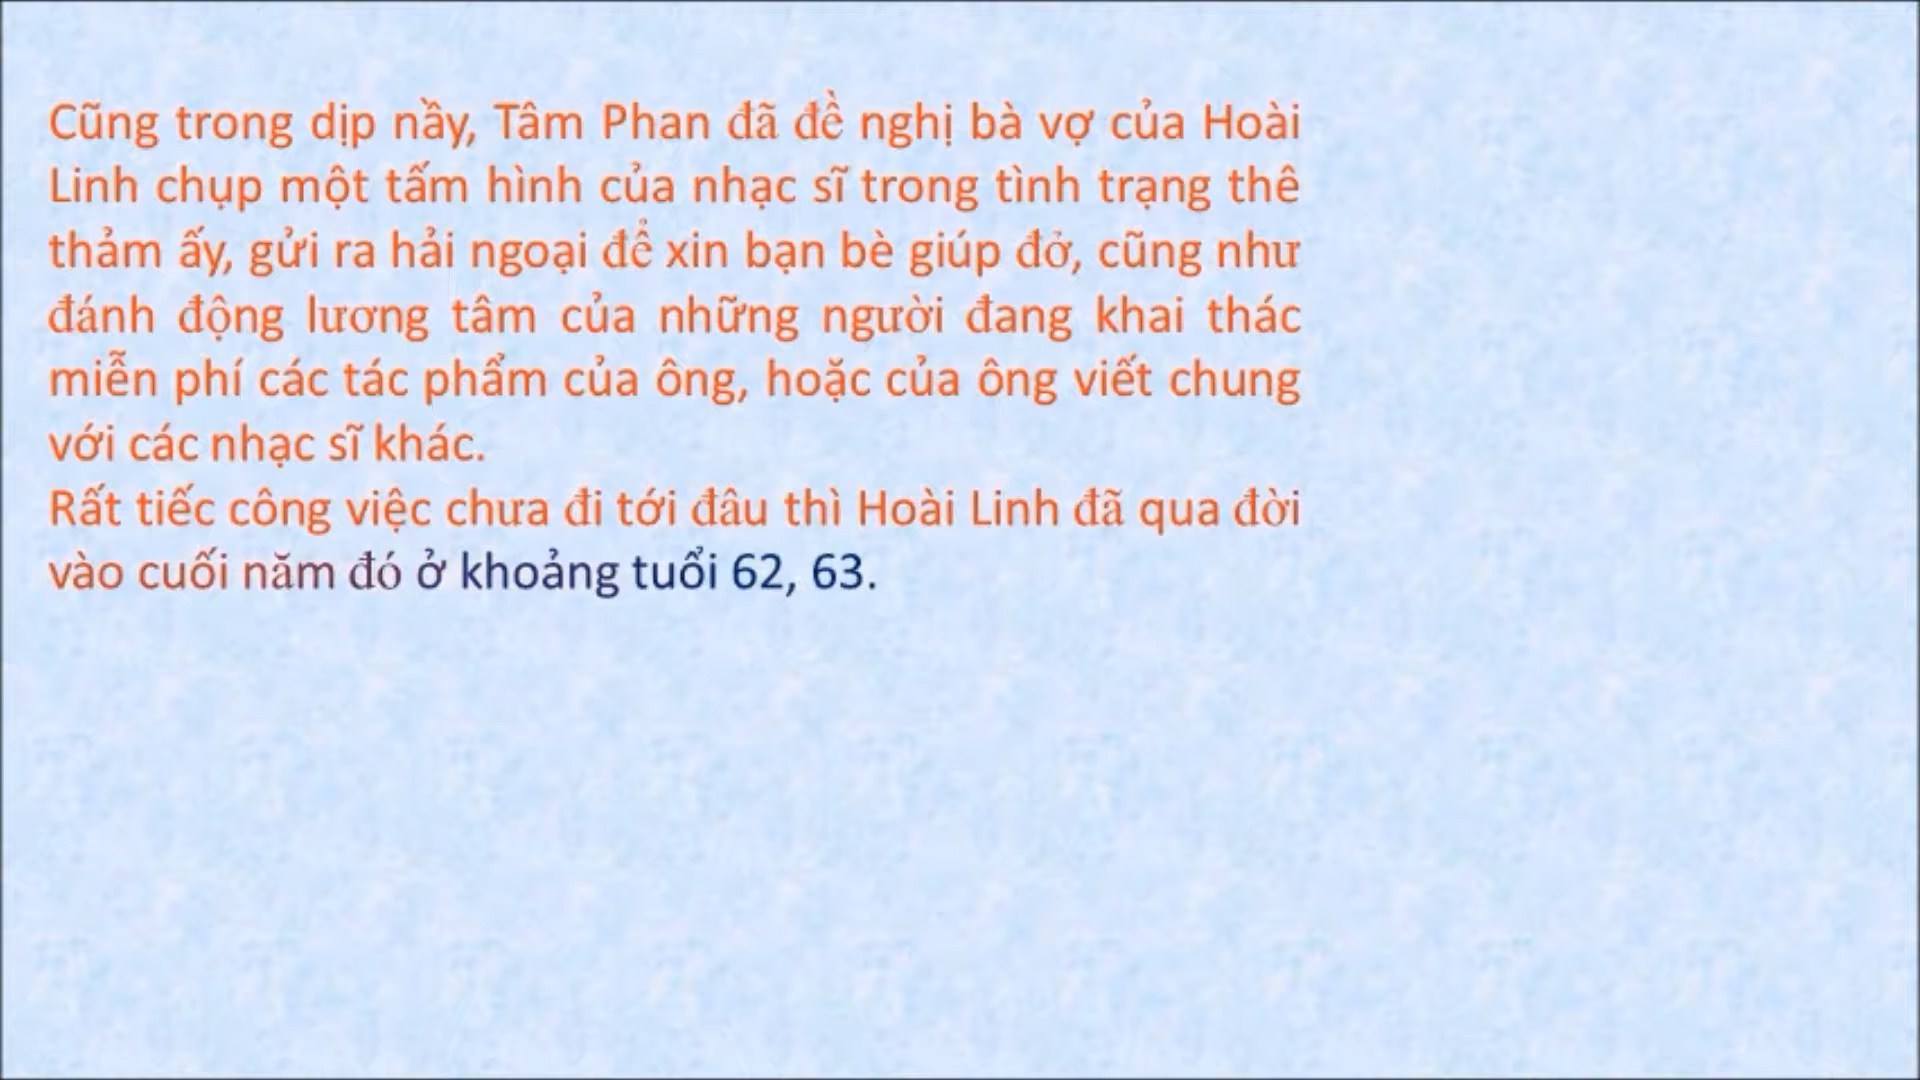 Cũng trong dịp nầy, Tâm Phan đã đề nghị bà vợ của Hoài
Linh chụp một tấm hình của nhạc sĩ trong tình trạng thê
thảm ấy, gửi ra hải ngoại để xin bạn bè giúp đở, cũng như
đánh động lương tâm của những người đang khai thác
miễn phí các tác phẩm của ông, hoặc của ông viết chung
với các nhạc sĩ khác.
Rất tiếc công việc chưa đi tới đâu thì Hoài Linh đã qua đời
vào cuối năm đó ở khoảng tuổi 62, 63.